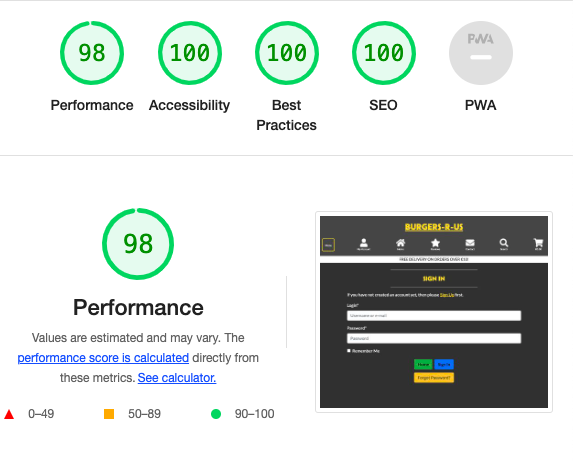 98
100
100
100
PWA
Performance
Accessibility
Best
Practices
SEO
PWA
98
Performance
Values are estimated and may vary. The
performance score is calculated directly from
these metrics. See calculator.
0–49
50–89
90–100
BURGERS-R-US
FREE DELIVERY ON ORDERS OVER
SIGN IN
If you have not created an account yet, then please Sign Up first.
Login*
Username or e-mail
Password*
Password
Remember Me
Home
Sign In
Forgot Password?